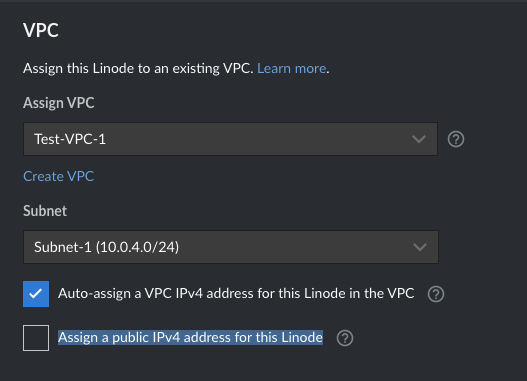 VPC
Assign this Linode to an existing VPC. Learn more.
Assign VPC
Test-VPC-1
Create VPC
Subnet
Subnet-1 (10.0.4.0/24)
Auto-assign a VPC IPv4 address for this Linode in the VPC
Assign a public IPv4 address for this Linode